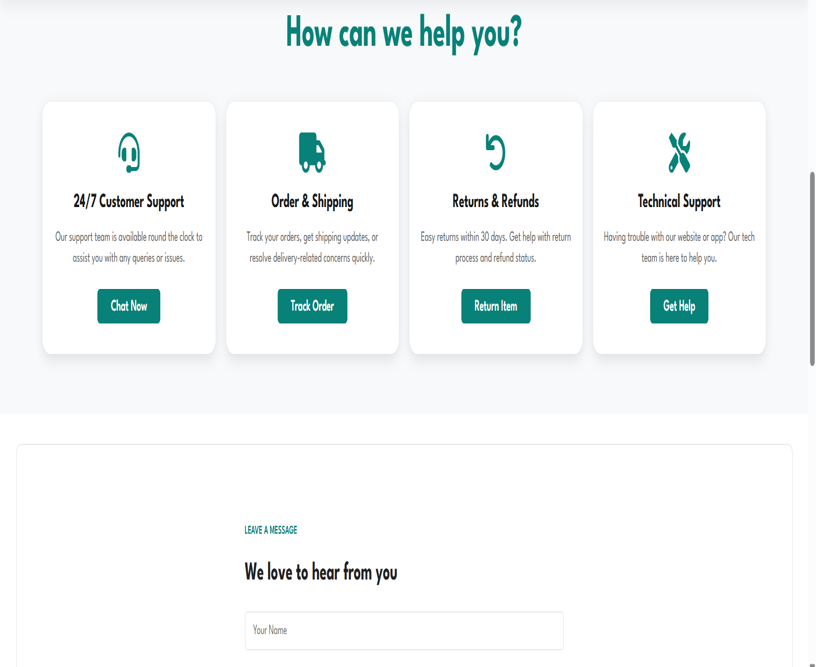 How can we help you?
24/7 Customer Support
Our support team is available round the clock to
assist you with any queries or issues.
Chat Now
Order & Shipping
Track your orders, get shipping updates, or
resolve delivery-related concerns quickly.
Track Order
Returns & Refunds
Easy returns within 30 days. Get help with return
process and refund status.
Return Item
Technical Support
Having trouble with our website or app? Our tech
team is here to help you.
Get Help
LEAVE A MESSAGE
We love to hear from you
Your Name